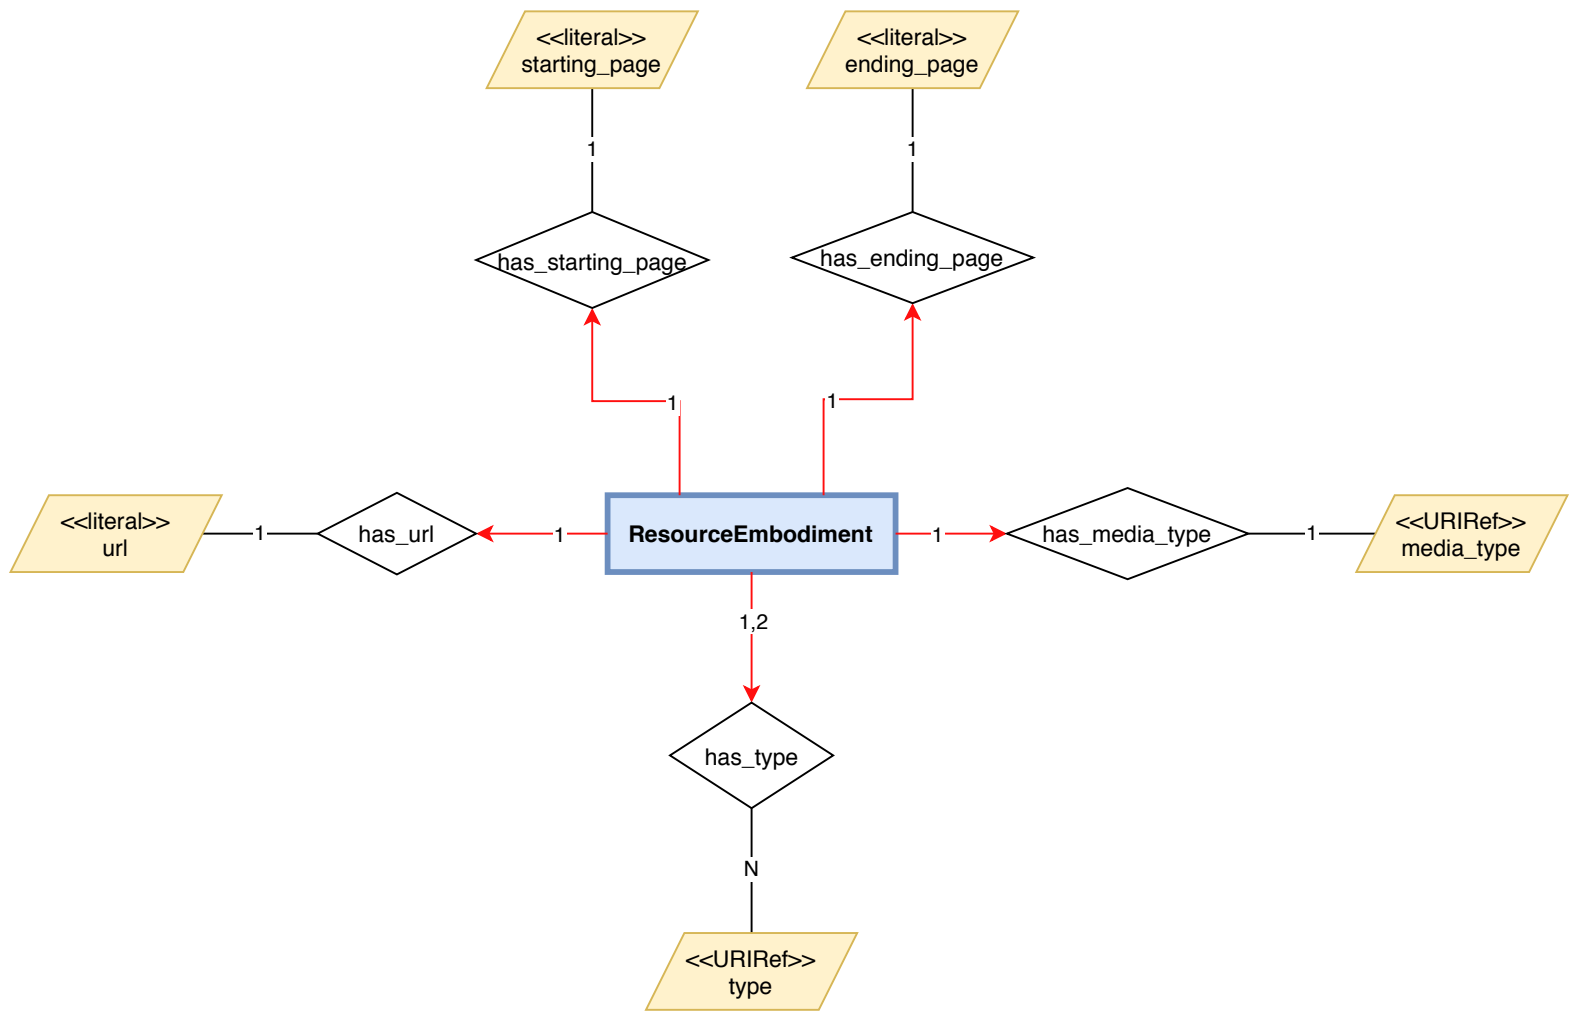 <<literal>>
starting_page
<<literal>>
ending_page
1
1
has_starting_page
has_ending_page
1
1
<<literal>>
url
1
has_url
1
ResourceEmbodiment
1
has_media_type
1
<<URIRef>>
media_type
1,2
has_type
N
<<URIRef>>
type